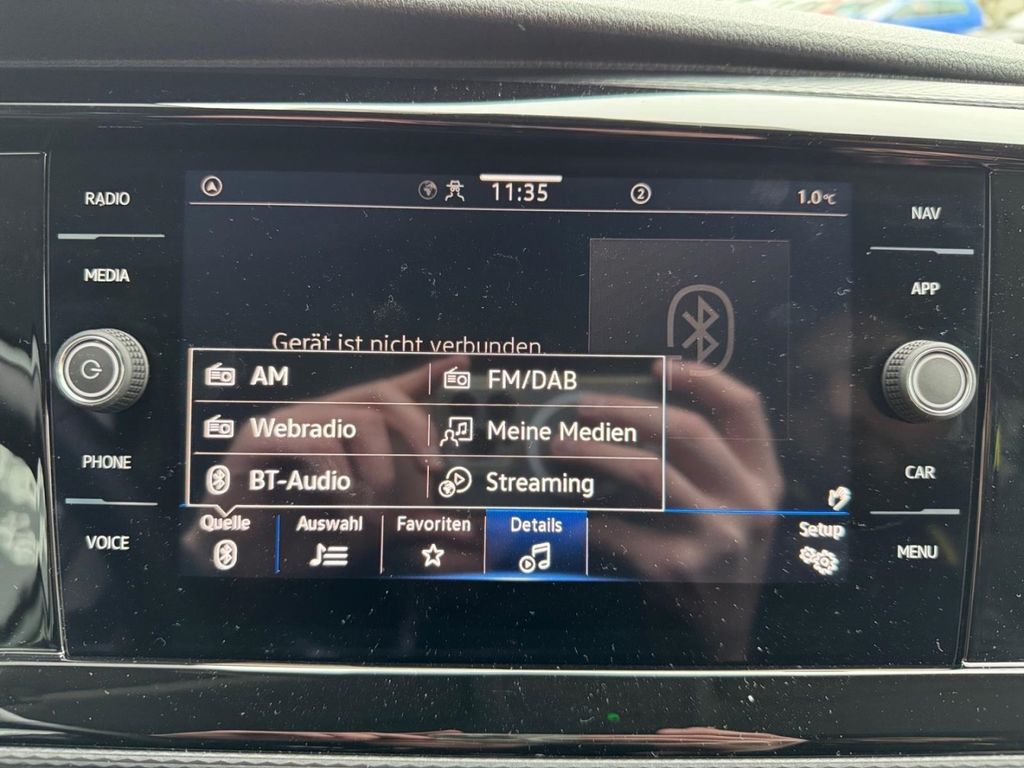 RADIO
MEDIA
PHONE
VOICE
11:35
2
1.0°C
Gerät ist nicht verbunden.
AM
FM/DAB
Webradio
Meine Medien
BT-Audio
Streaming
Quelle
Auswahl
Favoriten
Details
Setup
NAV
APP
CAR
MENU